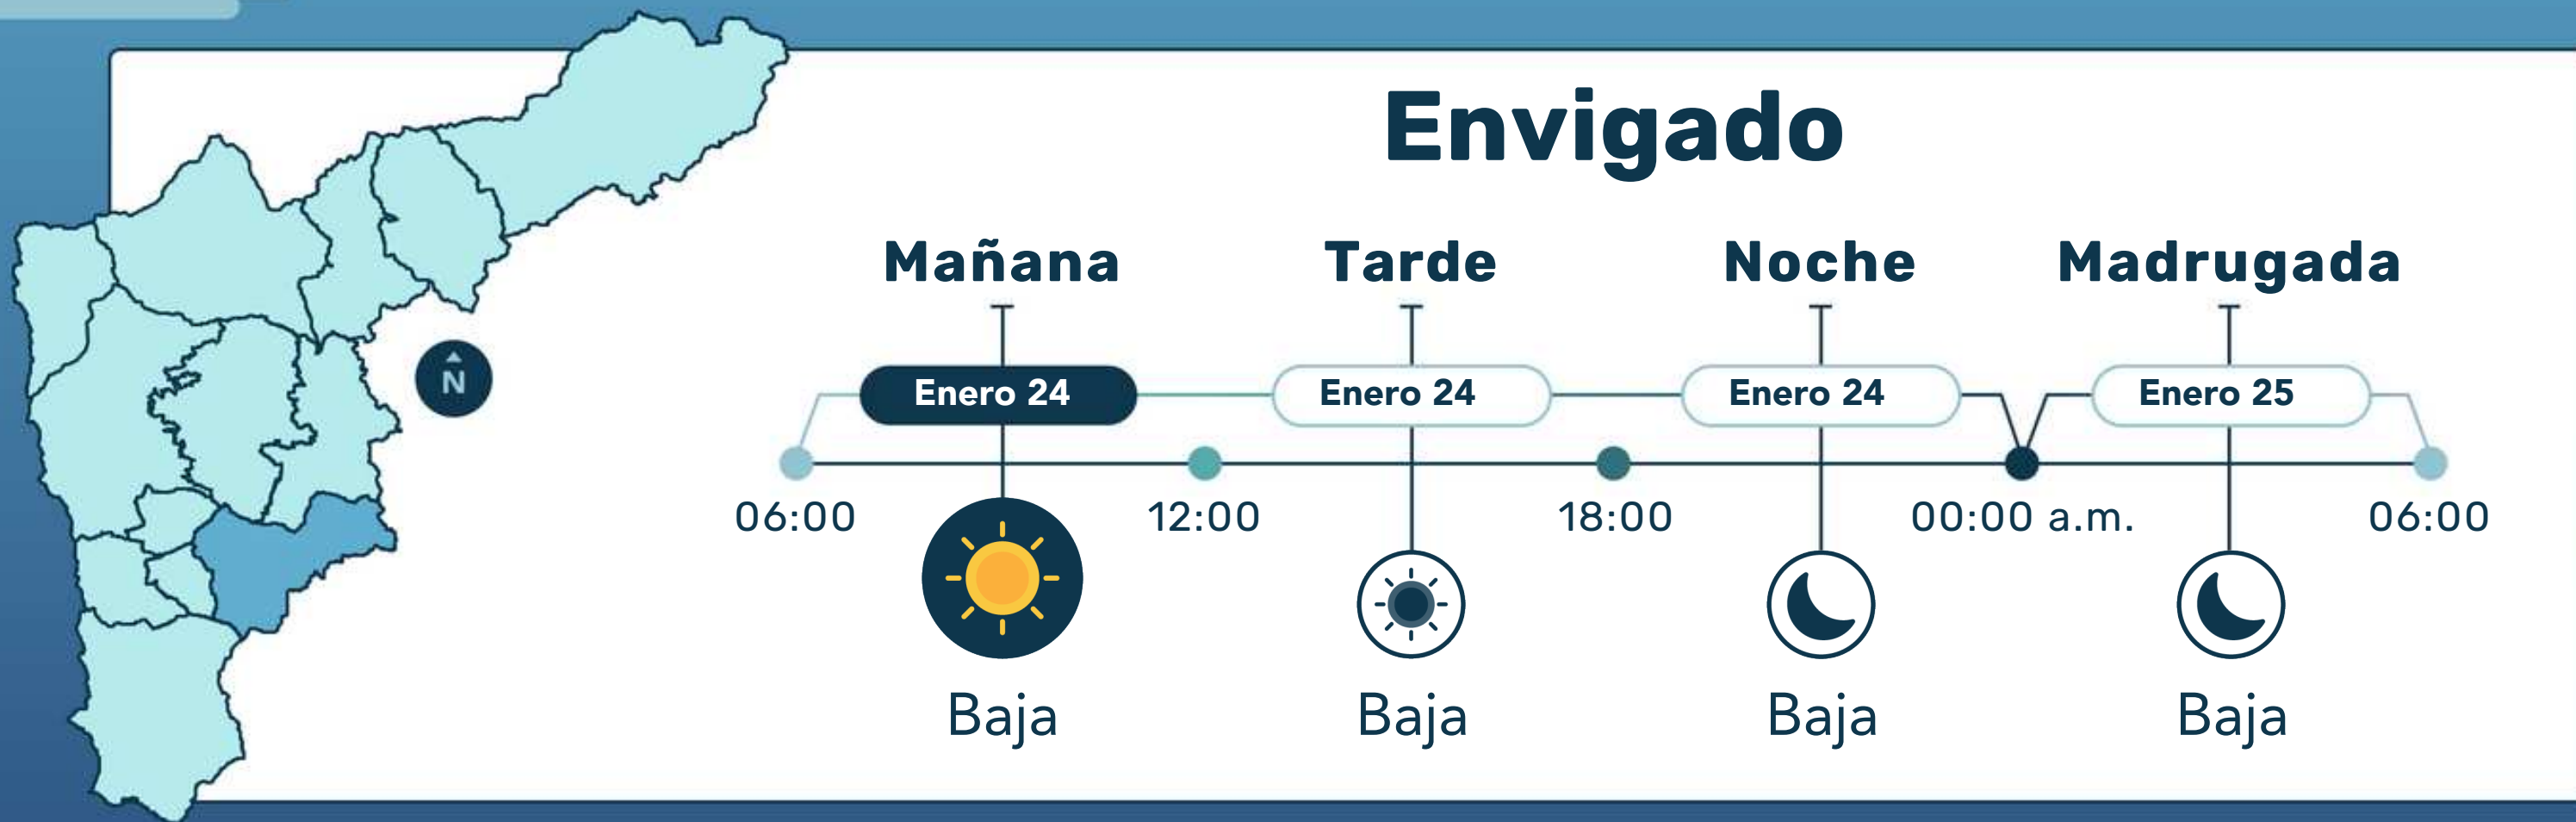 Envigado
Mañana Tarde Noche Madrugada
N
Enero 24 Enero 24 Enero 24 Enero 25
06:00 12:00 18:00 00:00 a.m. 06:00
Baja Baja Baja Baja